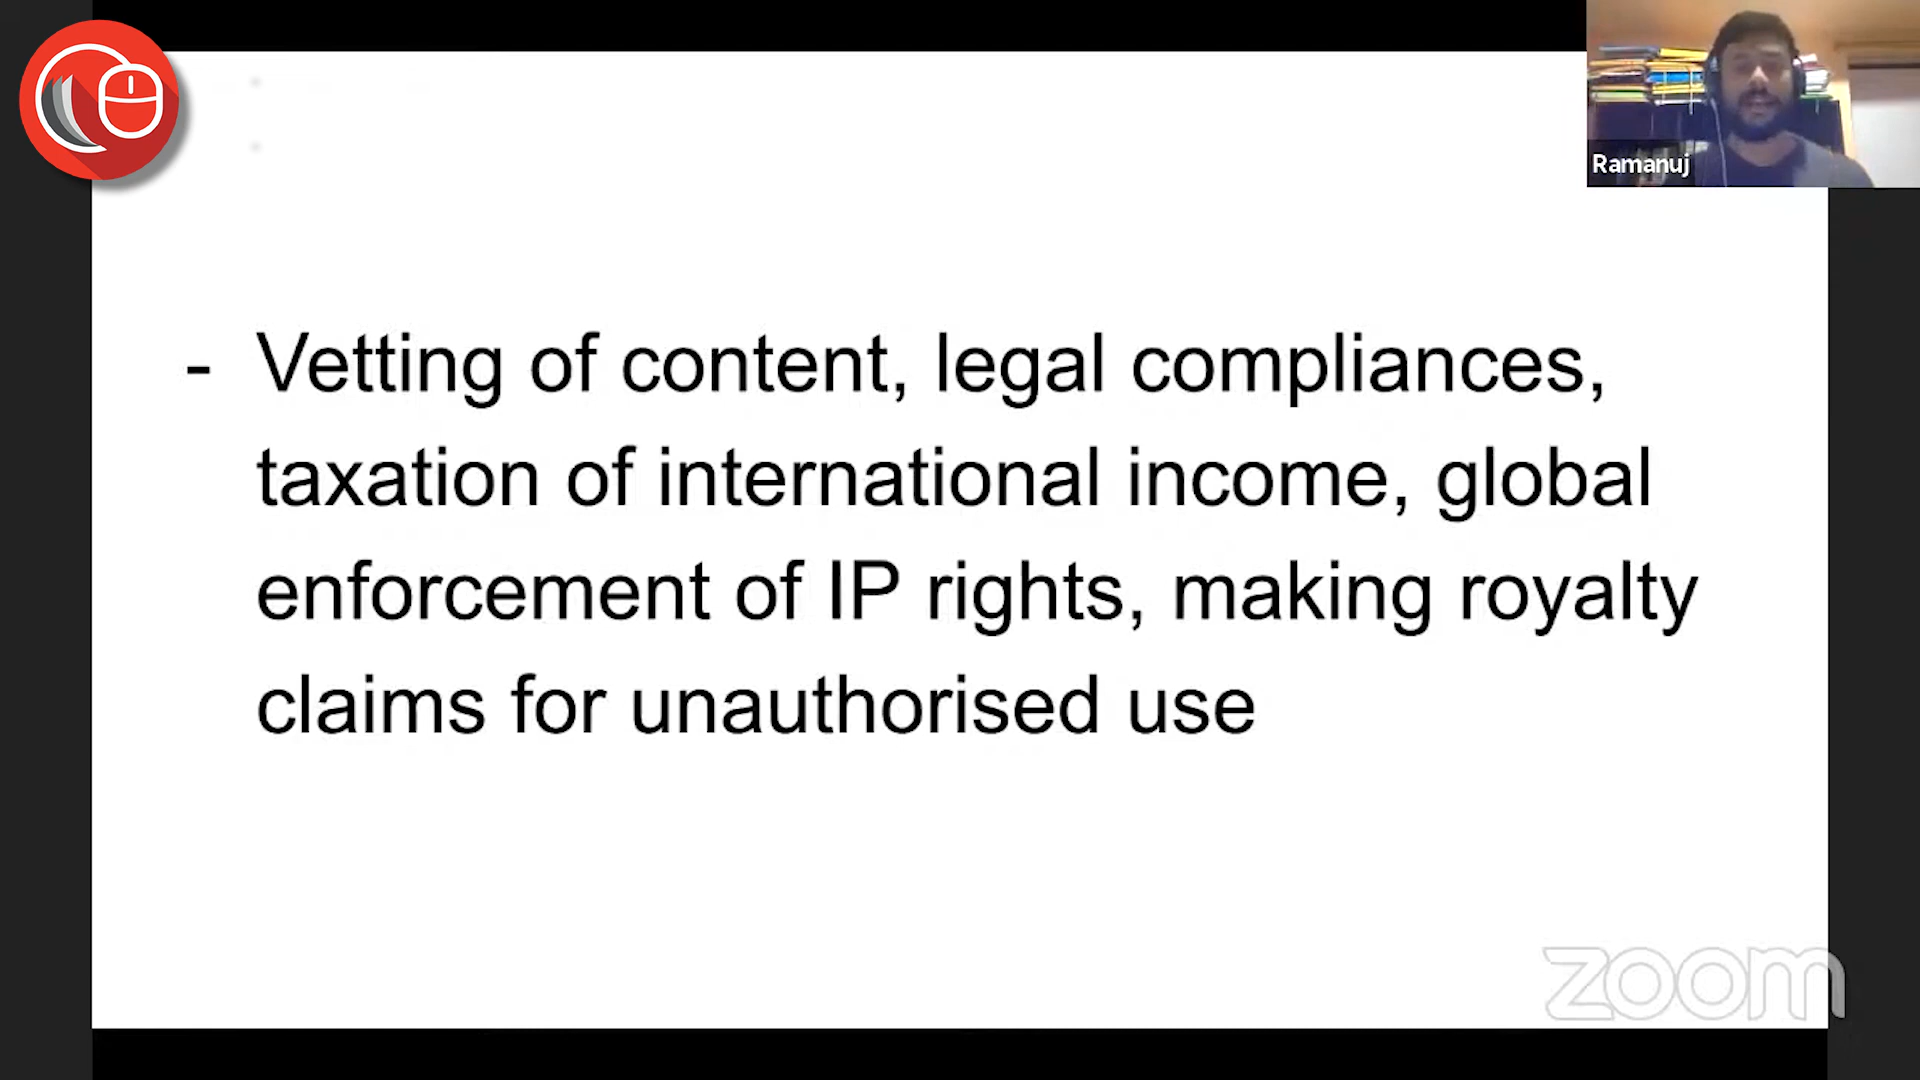 Ramanuj
- Vetting of content, legal compliances,
taxation of international income, global
enforcement of IP rights, making royalty
claims for unauthorised use
zoom